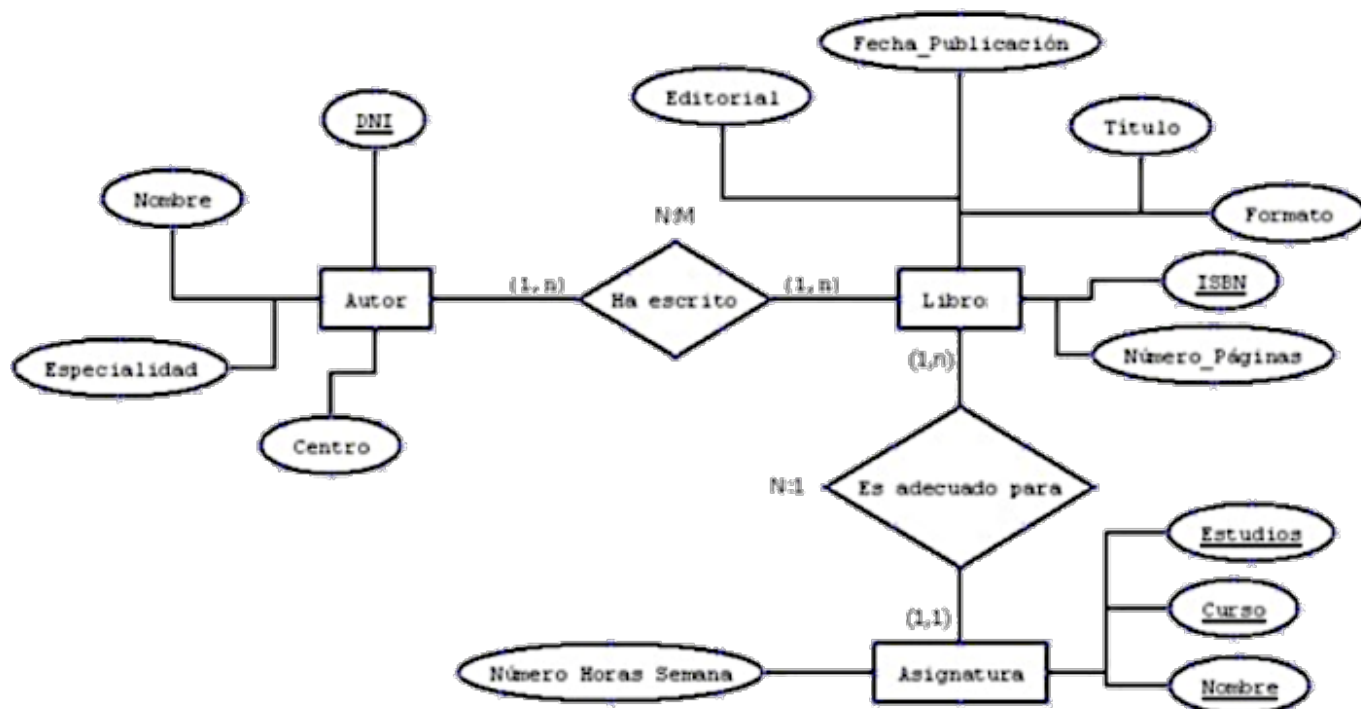 Fecha_Publicación
Editorial
DNI
Título
Nombre
Formato
N:M
ISBN
(1,n)
(1,n)
Autor
Ha escrito
Libro
Número_Páginas
Especialidad
(1,n)
Centro
N:1
Es adecuado para
Estudios
Curso
(1,1)
Número Horas Semana
Asignatura
Nombre